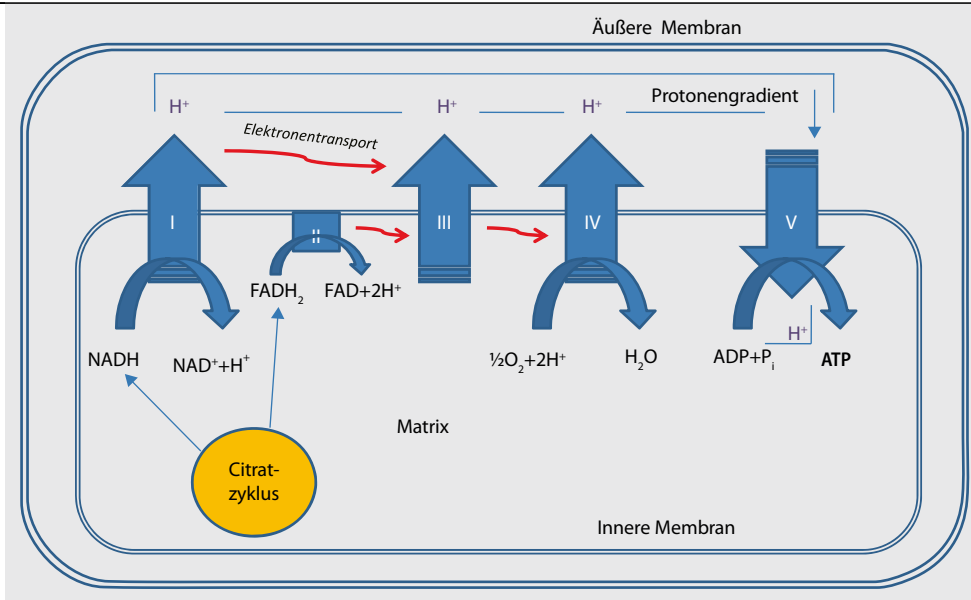 Äußere Membran
H⁺
H⁺
H⁺
Protonengradient
Elektronentransport
I
II
III
IV
V
FADH₂
FAD+2H⁺
H⁺
NADH
NAD⁺+H⁺
½O₂+2H⁺
H₂O
ADP+Pᵢ
ATP
Matrix
Citrat-
zyklus
Innere Membran